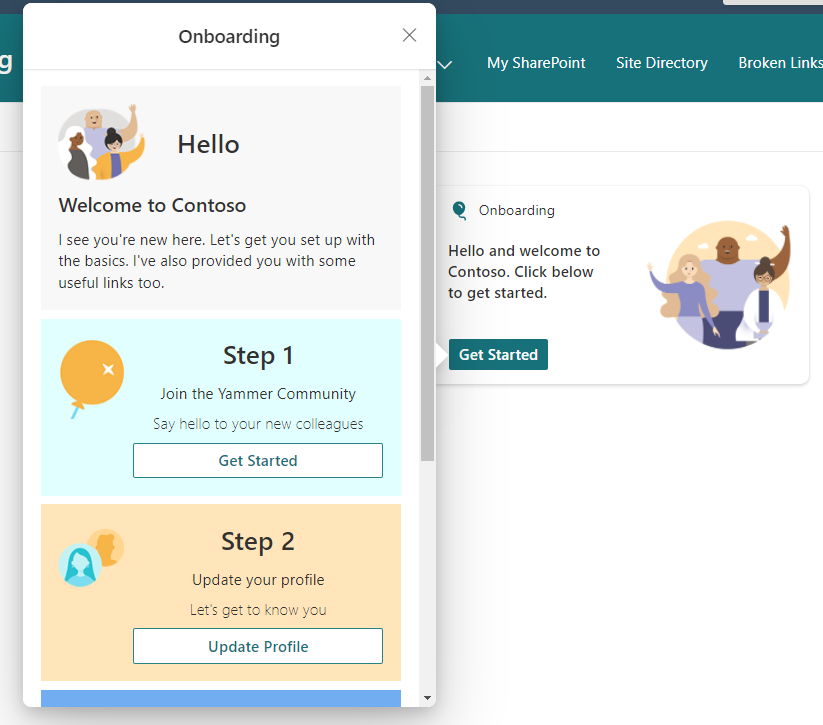 Onboarding
g
My SharePoint
Site Directory
Broken Links
Hello
Welcome to Contoso
I see you're new here. Let's get you set up with
the basics. I've also provided you with some
useful links too.
Step 1
Join the Yammer Community
Say hello to your new colleagues
Get Started
Step 2
Update your profile
Let's get to know you
Update Profile
Onboarding
Hello and welcome to
Contoso. Click below
to get started.
Get Started